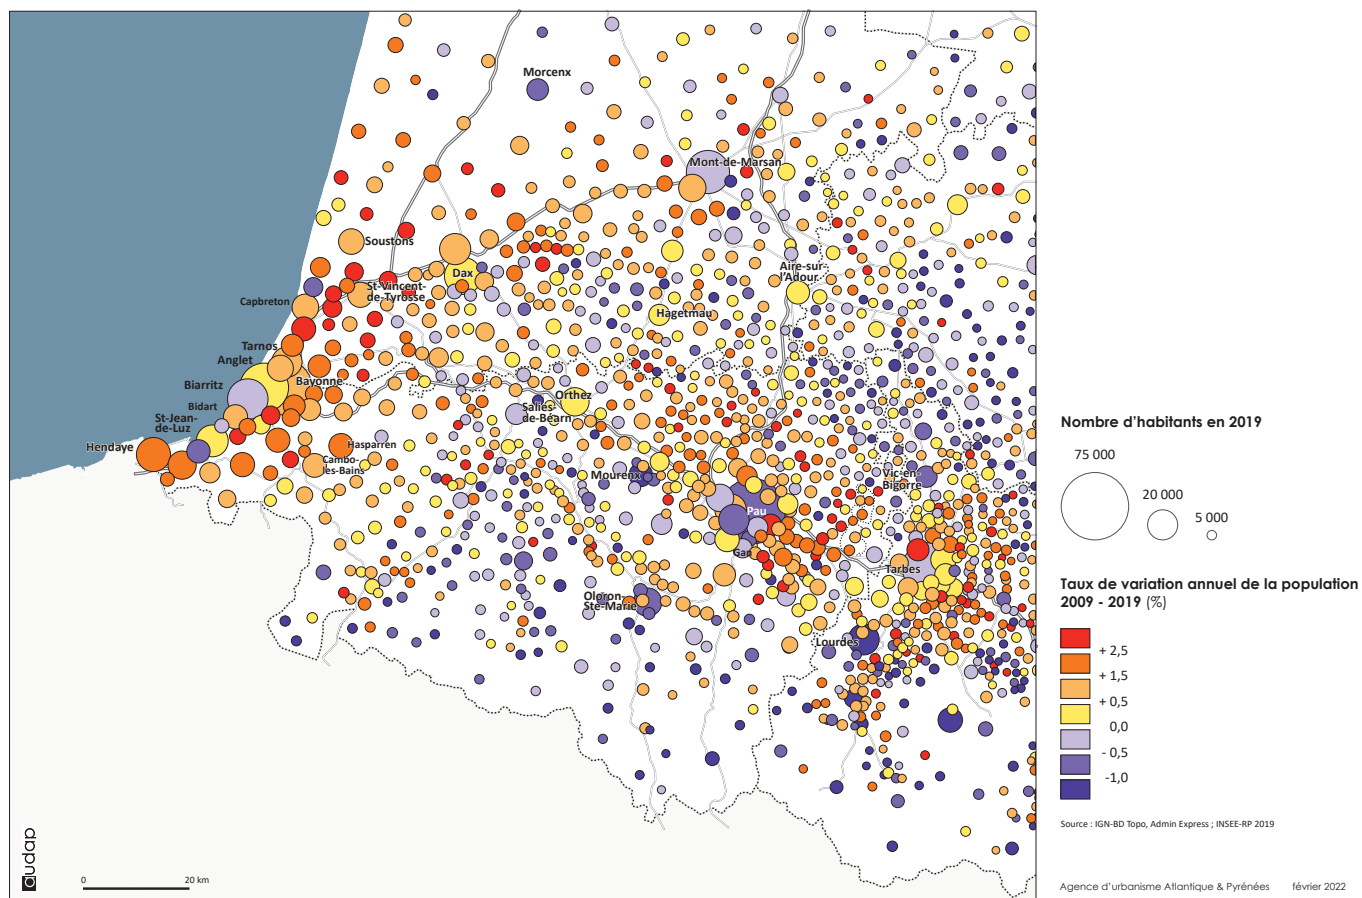 Morcenx
Mont-de-Marsan
Soustons
Dax
Aire-sur-
l'Adour
St-Vincent-
de-Tyrosse
Capbreton
Hagetmau
Tarnos
Anglet
Biarritz
Bayonne
Orthez
Bidart
Salies-
de-Béarn
St-Jean-
de-Luz
Hendaye
Hasparren
Cambo-
les-Bains
Mourenx
Vic-en-
Bigorre
Pau
Gan
Tarbes
Oloron-
Ste-Marie
Lourdes
audap
0 20 km
Nombre d'habitants en 2019
75 000
20 000
5 000
Taux de variation annuel de la population
2009 - 2019 (%)
+ 2,5
+ 1,5
+ 0,5
0,0
- 0,5
-1,0
Source : IGN-BD Topo, Admin Express ; INSEE-RP 2019
Agence d'urbanisme Atlantique & Pyrénées février 2022